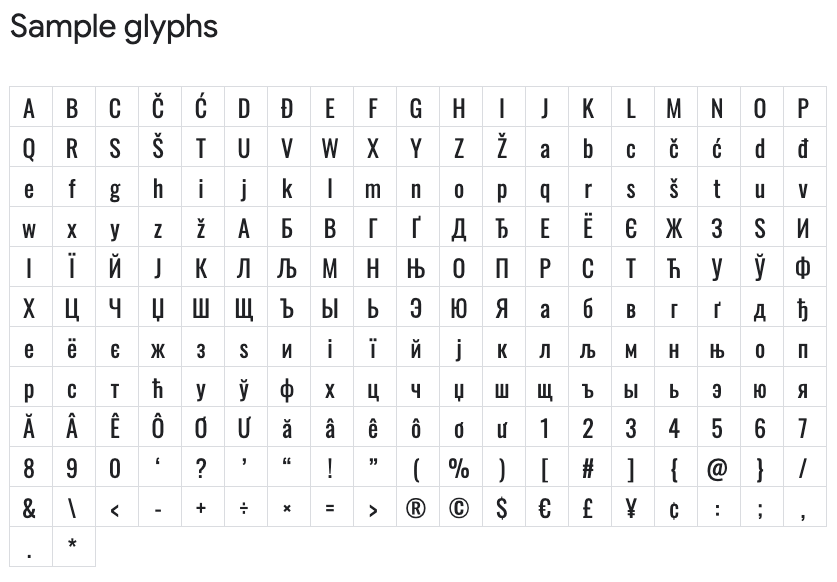 Sample glyphs
A B C Č Ć D Đ E F G H I J K L M N O P
Q R S Š T U V W X Y Z Ž a b c č ć d đ
e f g h i j k l m n o p q r s š t u v
w x y z ž А Б В Г Ґ Д Ђ Е Ё Є Ж З Ѕ И
І Ї Й Ј К Л Љ М Н Њ О П Р С Т Ћ У Ў Ф
Х Ц Ч Џ Ш Щ Ъ Ы Ь Э Ю Я а б в г ґ д ђ
е ё є ж з ѕ и і ї й ј к л љ м н њ о п
р с т ћ у ў ф х ц ч џ ш щ ъ ы ь э ю я
Ă Â Ê Ô Ơ Ư ă â ê ô ơ ư 1 2 3 4 5 6 7
8 9 0 ‘ ? ’ “ ! ” ( % ) [ # ] { @ } /
& \ < - + ÷ × = > ® © $ € £ ¥ ¢ : ; ,
. *